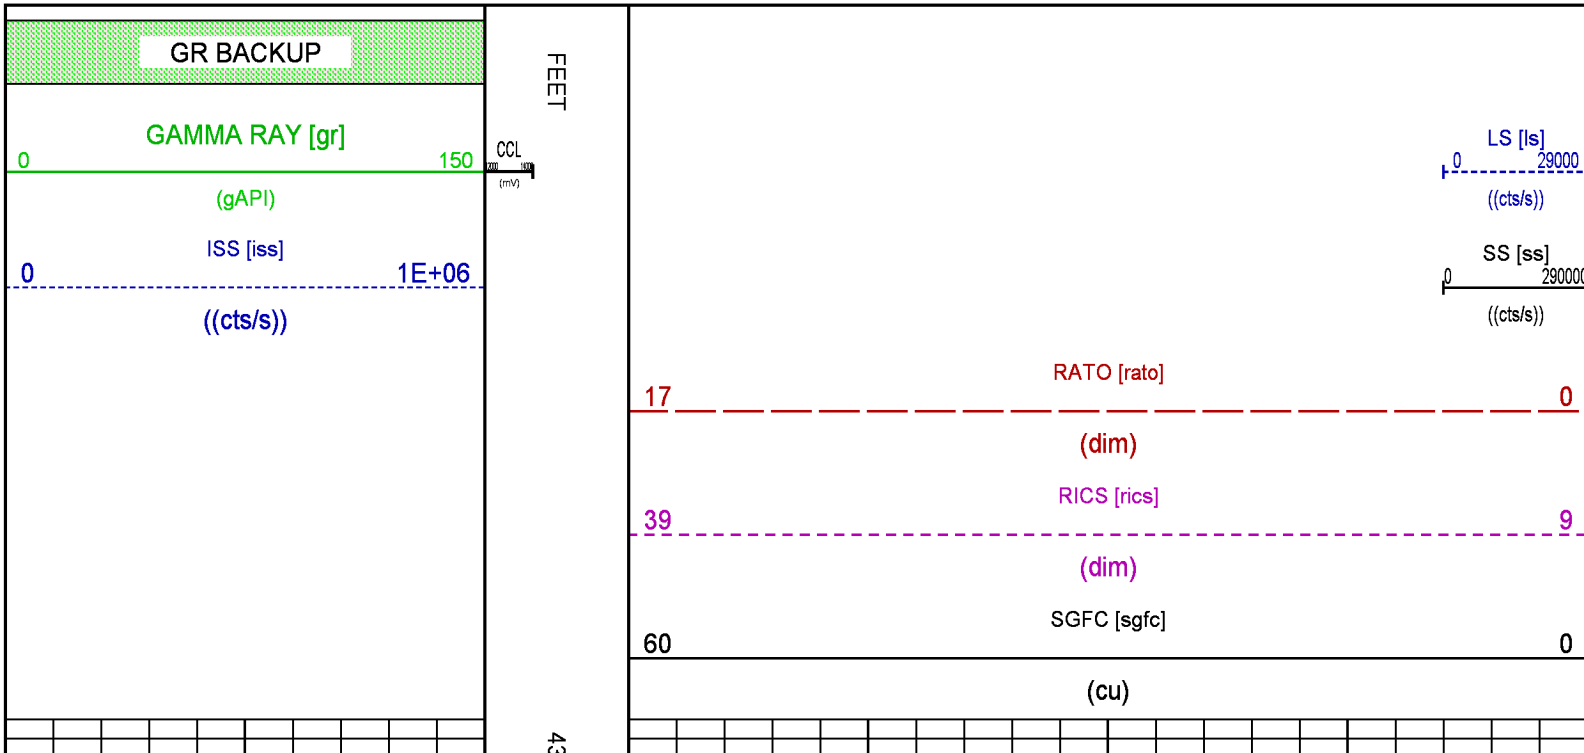 GR BACKUP
FEET
GAMMA RAY [gr]
0 150
(gAPI)
CCL
(mV)
LS [ls]
0 29000
((cts/s))
ISS [iss]
0 1E+06
((cts/s))
SS [ss]
0 290000
((cts/s))
RATO [rato]
17 0
(dim)
RICS [rics]
39 9
(dim)
SGFC [sgfc]
60 0
(cu)
43